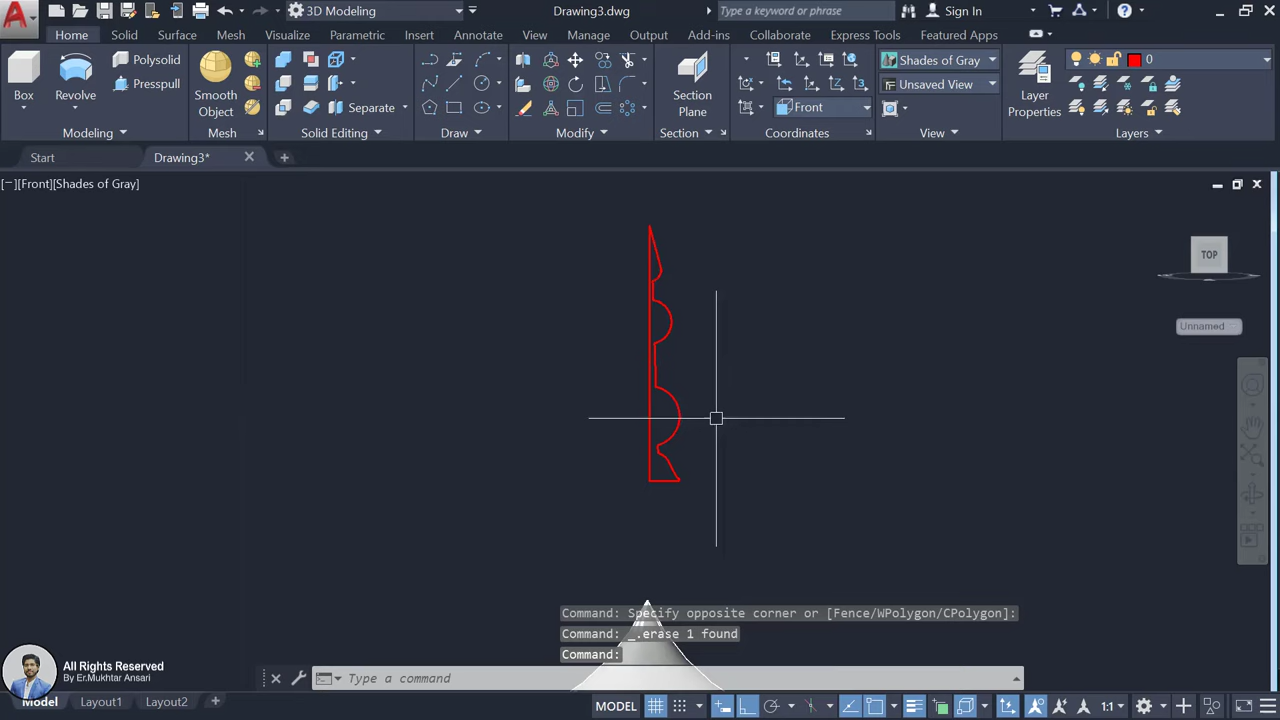 3D Modeling
Drawing3.dwg
Type a keyword or phrase
Sign In
Home
Solid
Surface
Mesh
Visualize
Parametric
Insert
Annotate
View
Manage
Output
Add-ins
Collaborate
Express Tools
Featured Apps
Box
Revolve
Polysolid
Presspull
Smooth Object
Separate
Section Plane
Front
Shades of Gray
Unsaved View
Layer Properties
0
Modeling
Mesh
Solid Editing
Draw
Modify
Section
Coordinates
View
Layers
Start
Drawing3*
[−][Front][Shades of Gray]
TOP
Unnamed
Command: Specify opposite corner or [Fence/WPolygon/CPolygon]:
Command: _.erase 1 found
Command:
Type a command
All Rights Reserved
By Er.Mukhtar Ansari
Model
Layout1
Layout2
MODEL
1:1